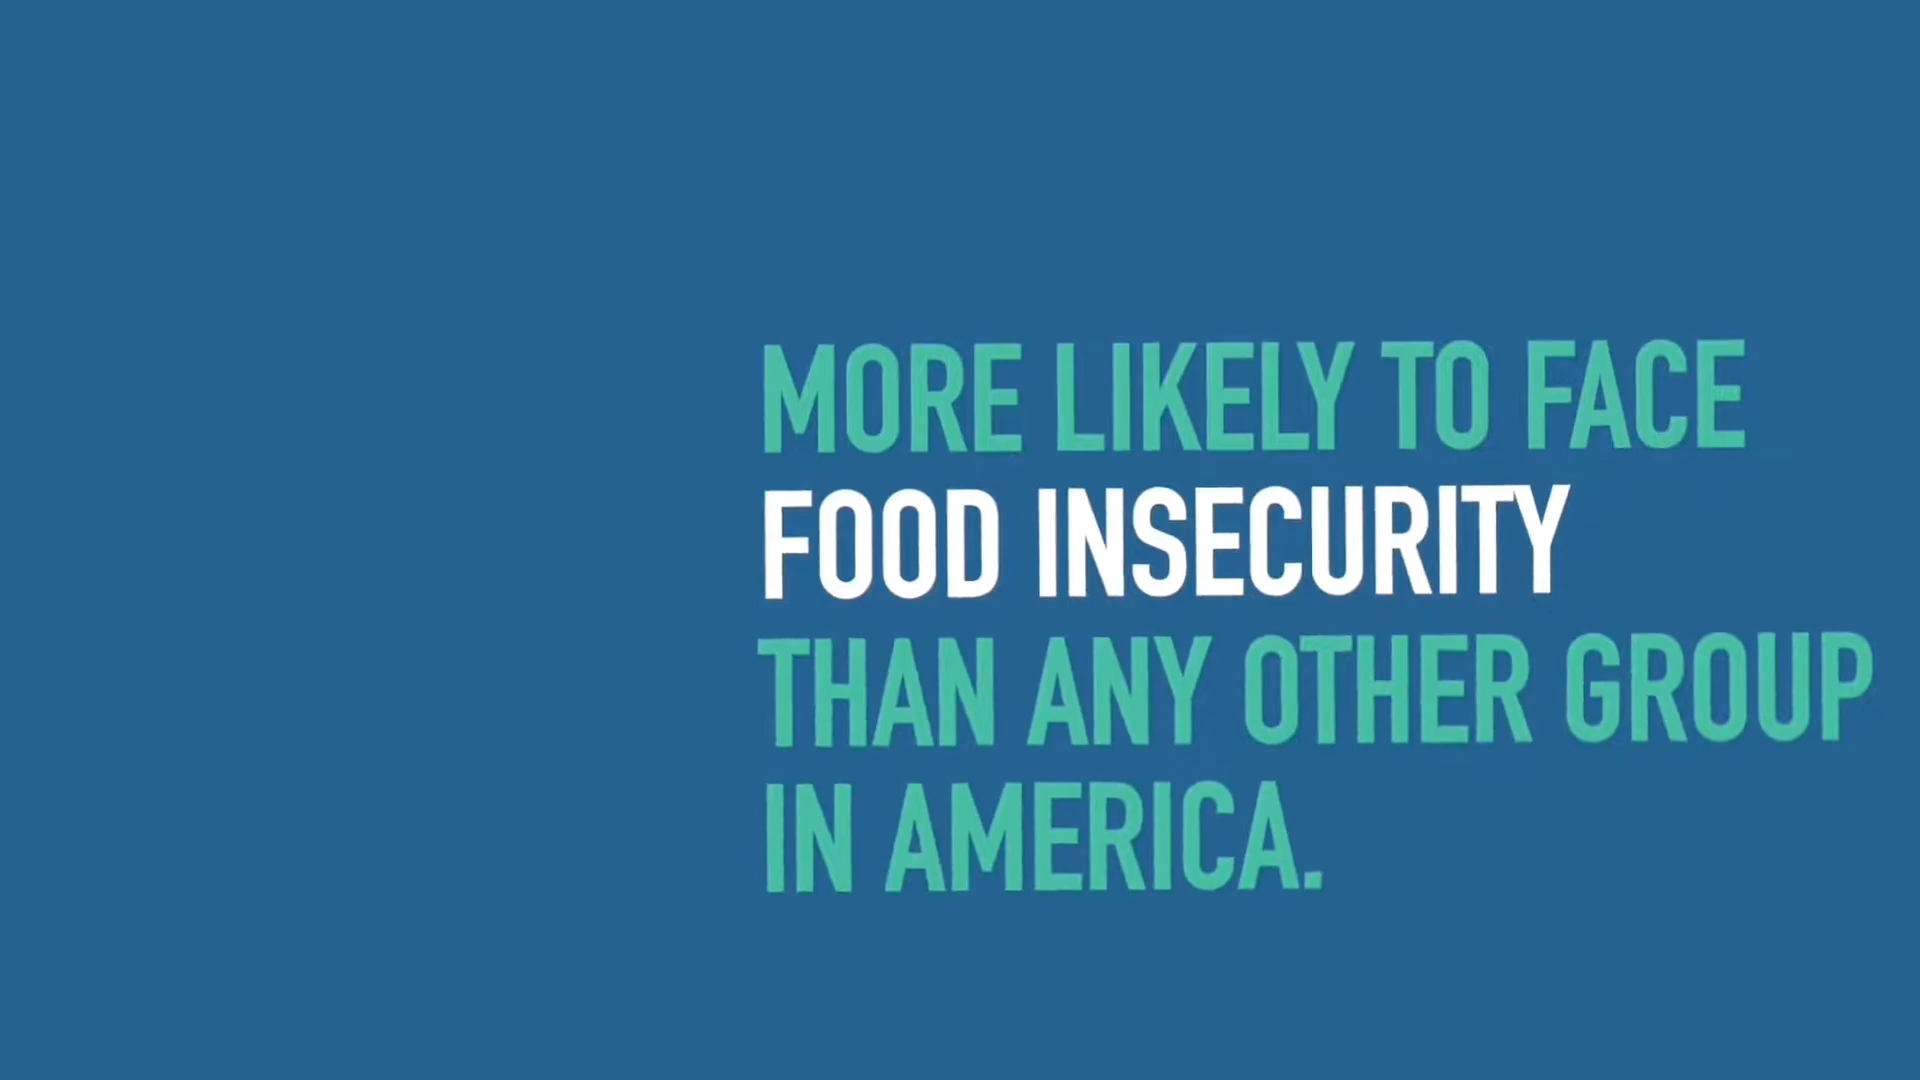 MORE LIKELY TO FACE
FOOD INSECURITY
THAN ANY OTHER GROUP
IN AMERICA.